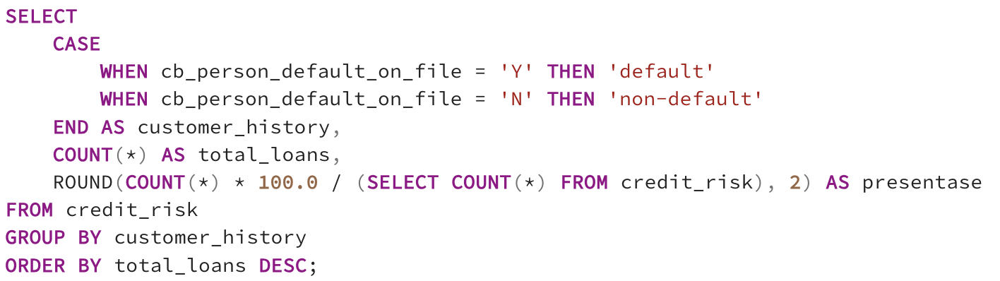 SELECT
    CASE
        WHEN cb_person_default_on_file = 'Y' THEN 'default'
        WHEN cb_person_default_on_file = 'N' THEN 'non-default'
    END AS customer_history,
    COUNT(*) AS total_loans,
    ROUND(COUNT(*) * 100.0 / (SELECT COUNT(*) FROM credit_risk), 2) AS presentase
FROM credit_risk
GROUP BY customer_history
ORDER BY total_loans DESC;